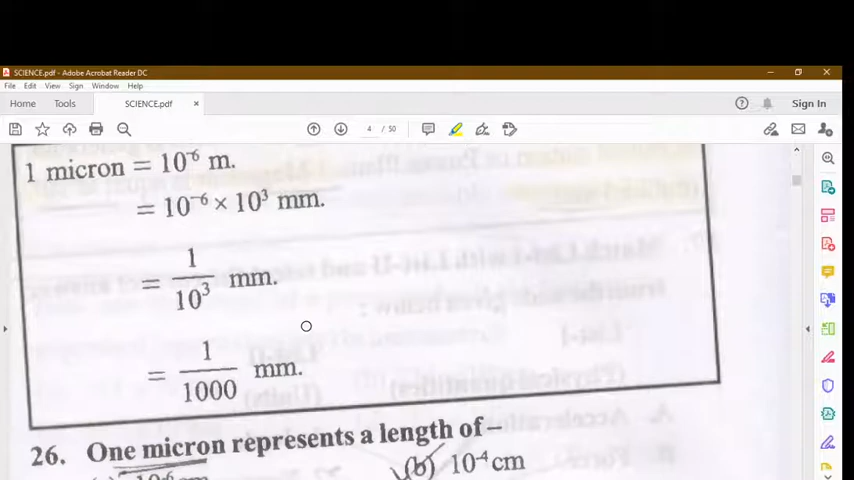 SCIENCE.pdf - Adobe Acrobat Reader DC
File Edit View Sign Window Help
Home Tools SCIENCE.pdf × Sign In
4 / 50
1 micron = 10⁻⁶ m.
= 10⁻⁶ × 10³ mm.
= 1/10³ mm.
= 1/1000 mm.
26. One micron represents a length of–
(b) 10⁻⁴ cm